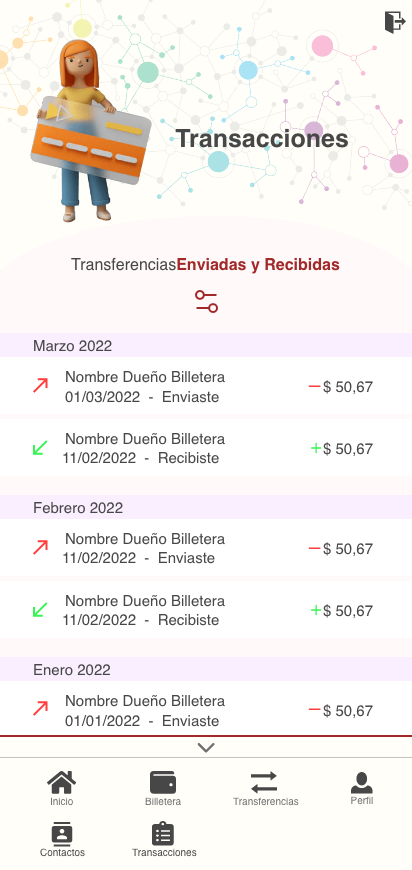 Transacciones
TransferenciasEnviadas y Recibidas
Marzo 2022
Nombre Dueño Billetera
01/03/2022 - Enviaste
−$ 50,67
Nombre Dueño Billetera
11/02/2022 - Recibiste
+$ 50,67
Febrero 2022
Nombre Dueño Billetera
11/02/2022 - Enviaste
−$ 50,67
Nombre Dueño Billetera
11/02/2022 - Recibiste
+$ 50,67
Enero 2022
Nombre Dueño Billetera
01/01/2022 - Enviaste
−$ 50,67
Inicio
Billetera
Transferencias
Perfil
Contactos
Transacciones